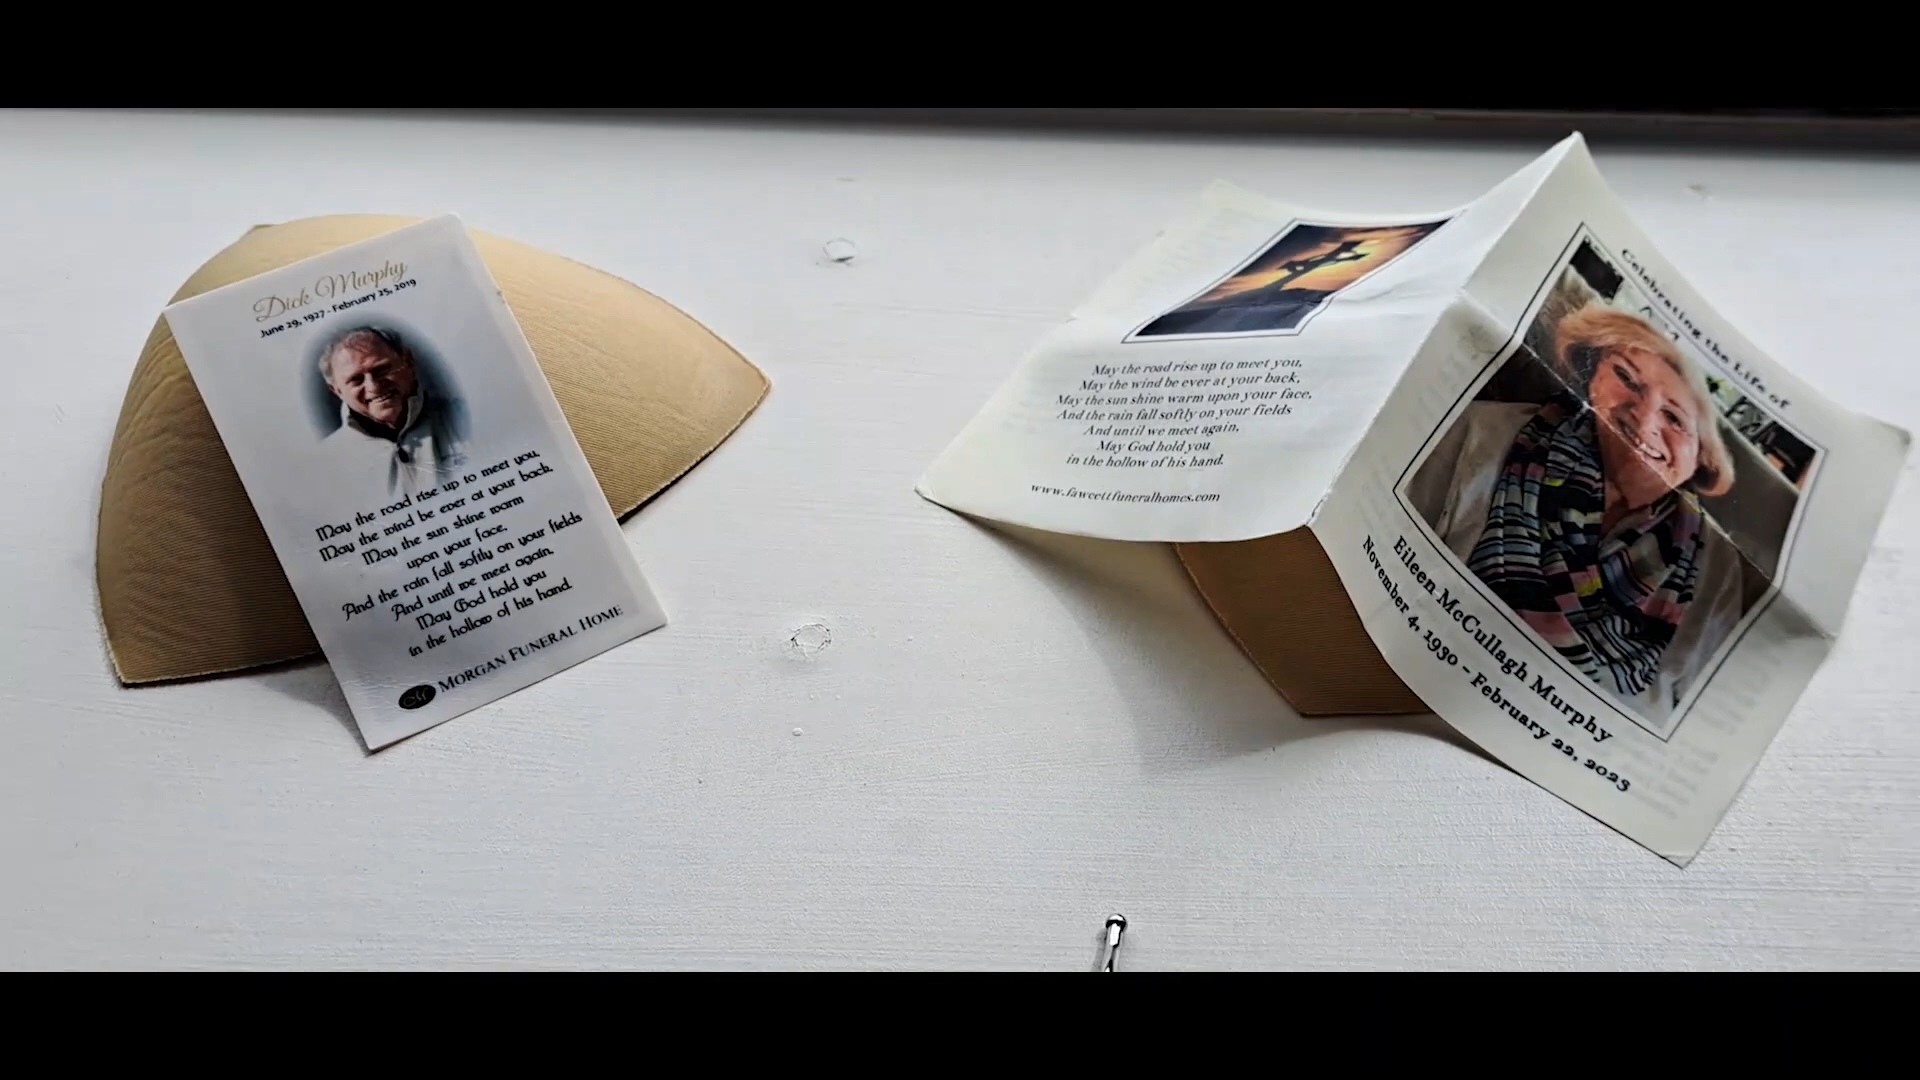 Dick Murphy
June 29, 1927 - February 25, 2019
May the road rise up to meet you,
May the wind be ever at your back,
May the sun shine warm
upon your face,
And the rain fall softly on your fields
And until we meet again,
May God hold you
in the hollow of his hand.
MORGAN FUNERAL HOME
May the road rise up to meet you,
May the wind be ever at your back,
May the sun shine warm upon your face,
And the rain fall softly on your fields
And until we meet again,
May God hold you
in the hollow of his hand.
www.fawcettfuneralhomes.com
Celebrating the Life of
Eileen McCullagh Murphy
November 4, 1930 - February 22, 2023